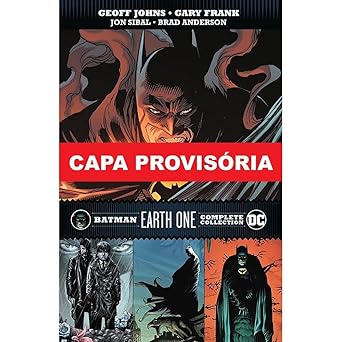 GEOFF JOHNS • GARY FRANK
JON SIBAL • BRAD ANDERSON
CAPA PROVISÓRIA
BATMAN EARTH ONE COMPLETE COLLECTION DC